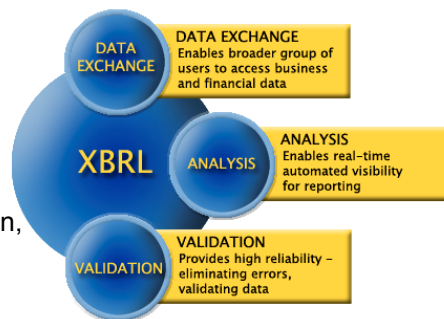 DATA
EXCHANGE
DATA EXCHANGE
Enables broader group of
users to access business
and financial data
XBRL
ANALYSIS
ANALYSIS
Enables real-time
automated visibility
for reporting
n,
VALIDATION
VALIDATION
Provides high reliability –
eliminating errors,
validating data